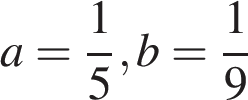 a = 1/5, b = 1/9